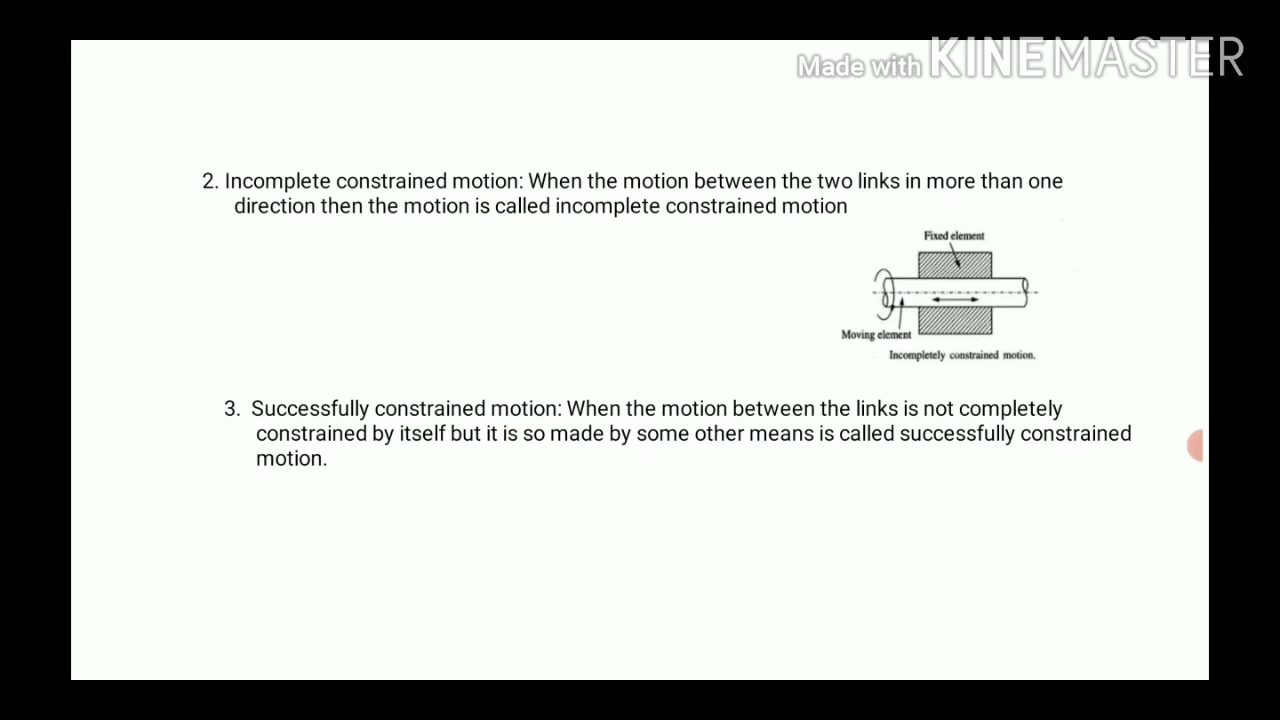 Made with KINEMASTER
2. Incomplete constrained motion: When the motion between the two links in more than one
direction then the motion is called incomplete constrained motion
Fixed element
Moving element
Incompletely constrained motion.
3. Successfully constrained motion: When the motion between the links is not completely
constrained by itself but it is so made by some other means is called successfully constrained
motion.